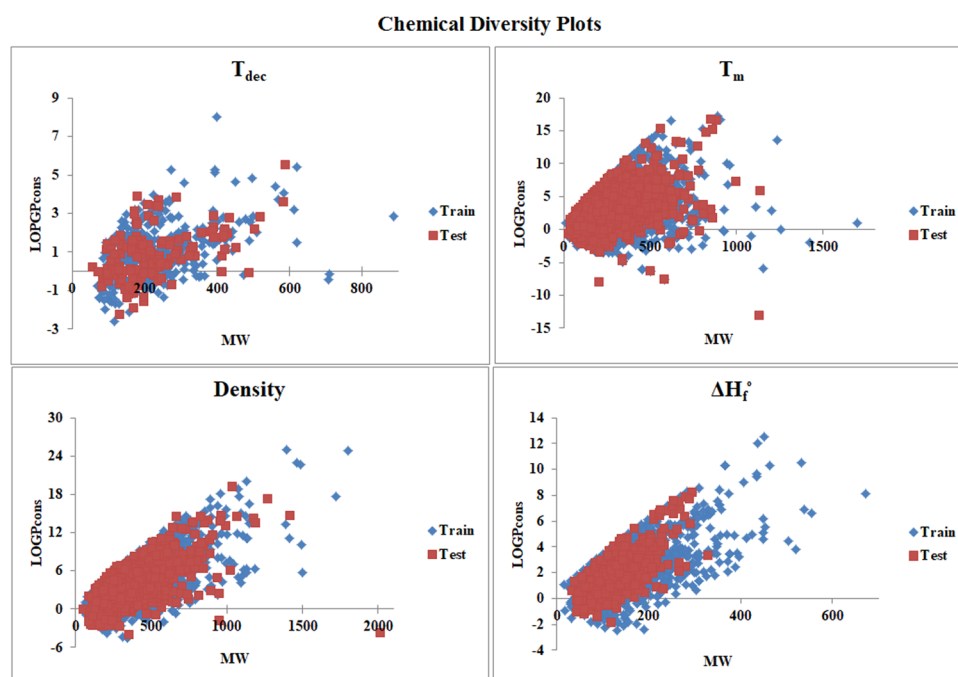 Chemical Diversity Plots
Tdec
9
7
5
3
1
-1
-3
0
200
400
600
800
LOPGPcons
MW
Train
Test
Tm
20
15
10
5
0
-5
-10
-15
0
500
1000
1500
LOGPcons
MW
Train
Test
Density
30
24
18
12
6
0
-6
0
500
1000
1500
2000
LOGPcons
MW
Train
Test
ΔHf°
14
12
10
8
6
4
2
0
-2
-4
0
200
400
600
LOGPcons
MW
Train
Test